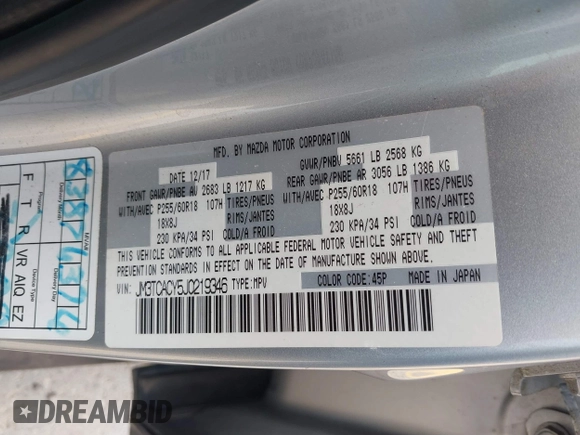 MFD. BY MAZDA MOTOR CORPORATION
DATE 12/17
GVWR/PNBV 5661 LB 2568 KG
FRONT GAWR/PNBE AV 2683 LB 1217 KG
REAR GAWR/PNBE AR 3056 LB 1386 KG
WITH/AVEC P255/60R18 107H TIRES/PNEUS
WITH/AVEC P255/60R18 107H TIRES/PNEUS
18X8J RIMS/JANTES
18X8J RIMS/JANTES
230 KPA/34 PSI COLD/A FROID
230 KPA/34 PSI COLD/A FROID
THIS VEHICLE CONFORMS TO ALL APPLICABLE FEDERAL MOTOR VEHICLE SAFETY AND THEFT
PREVENTION STANDARDS IN EFFECT ON THE DATE OF MANUFACTURE SHOWN ABOVE.
VIN: JM3TCACY5J0219346 TYPE: MPV
COLOR CODE: 45P MADE IN JAPAN
F T R VR AIQ EZ
Device Type
DREAMBID